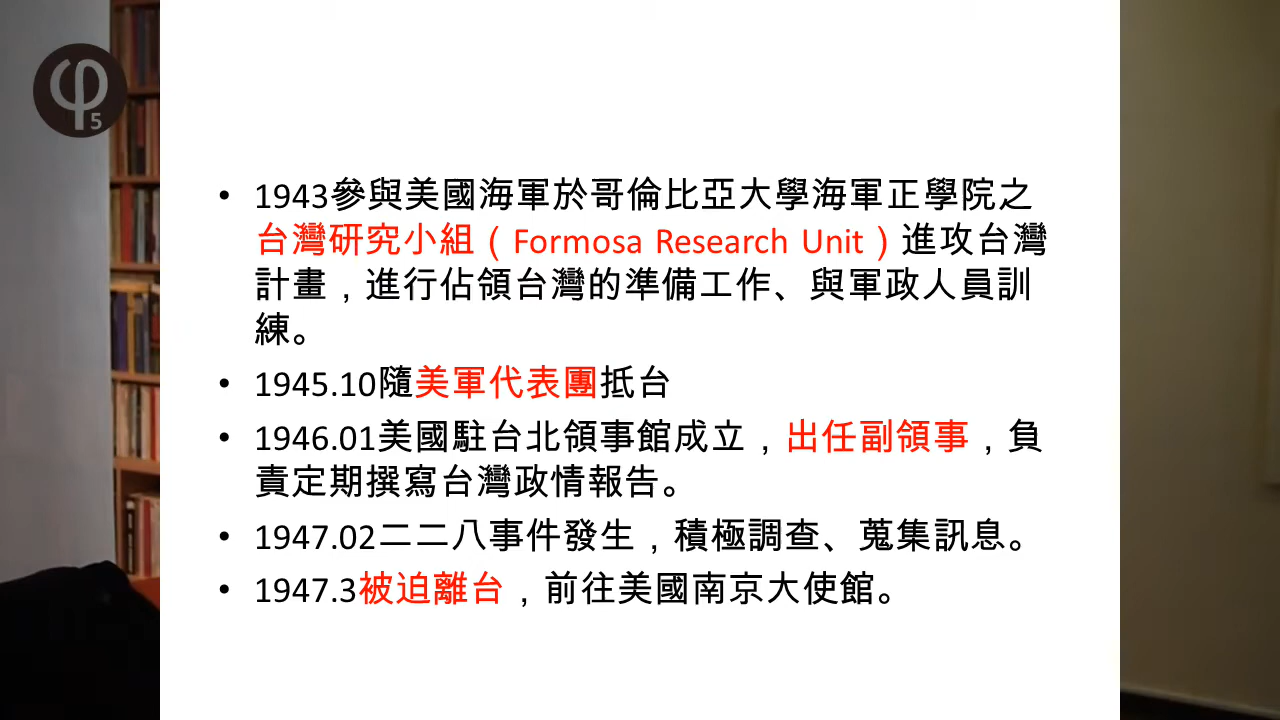 φ5
• 1943參與美國海軍於哥倫比亞大學海軍正學院之
台灣研究小組（Formosa Research Unit）進攻台灣
計畫，進行佔領台灣的準備工作、與軍政人員訓
練。
• 1945.10隨美軍代表團抵台
• 1946.01美國駐台北領事館成立，出任副領事，負
責定期撰寫台灣政情報告。
• 1947.02二二八事件發生，積極調查、蒐集訊息。
• 1947.3被迫離台，前往美國南京大使館。